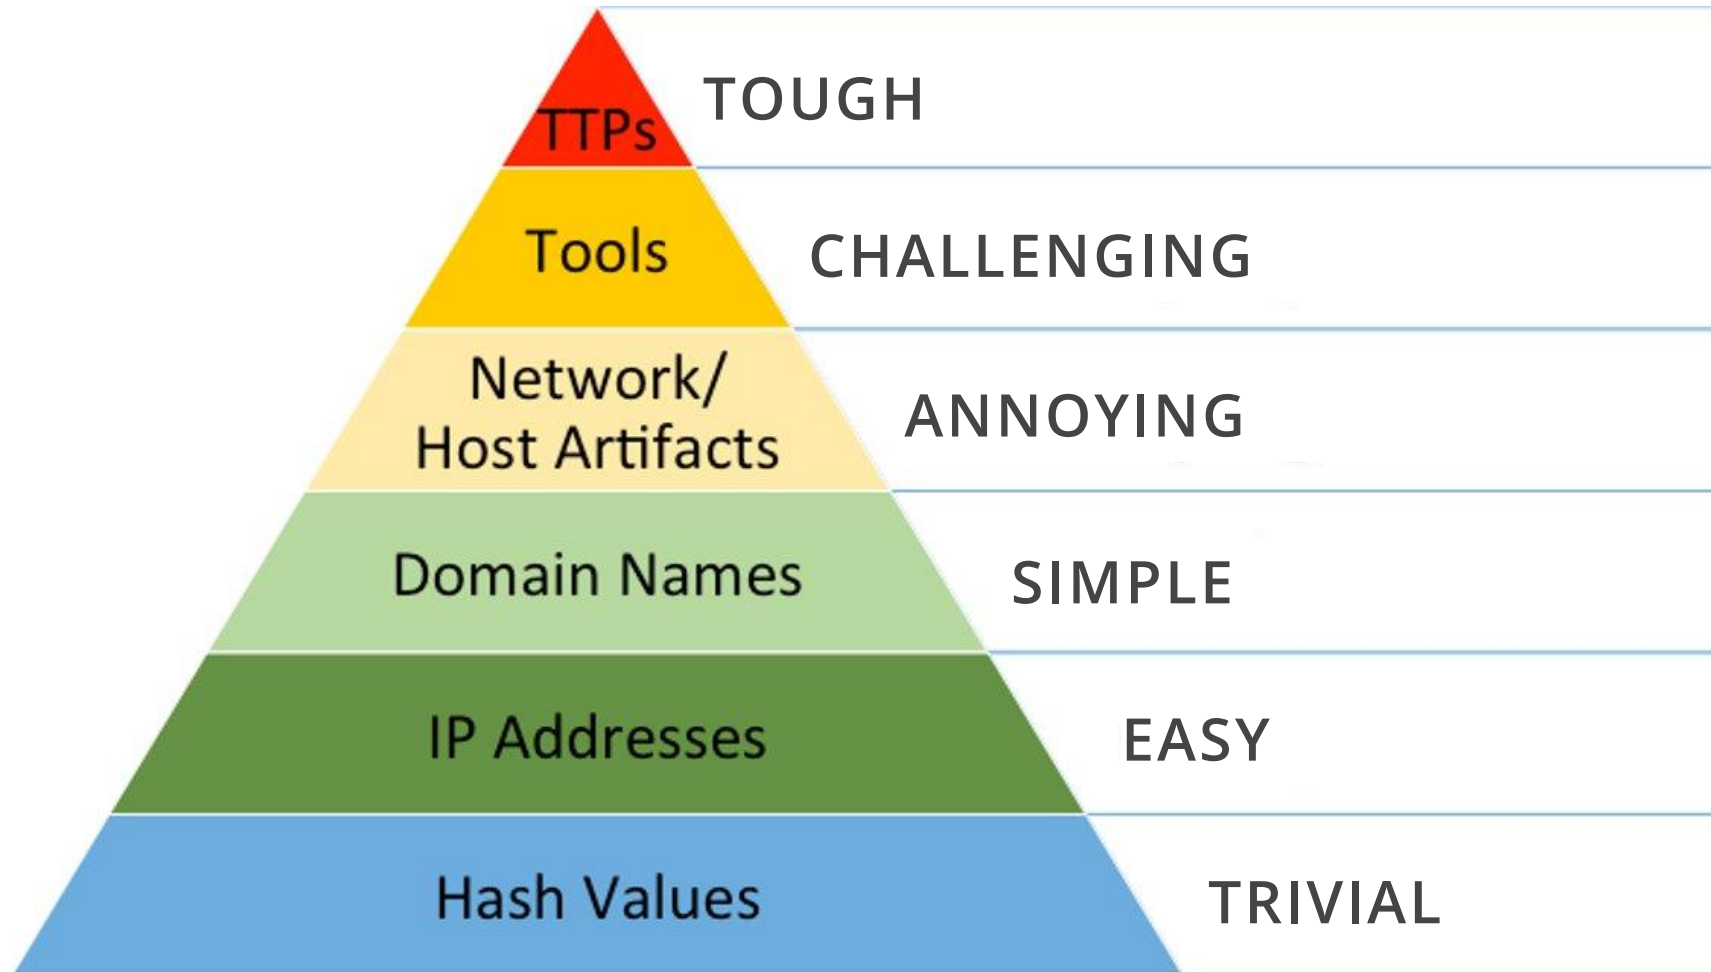 TTPs
TOUGH
Tools
CHALLENGING
Network/
Host Artifacts
ANNOYING
Domain Names
SIMPLE
IP Addresses
EASY
Hash Values
TRIVIAL